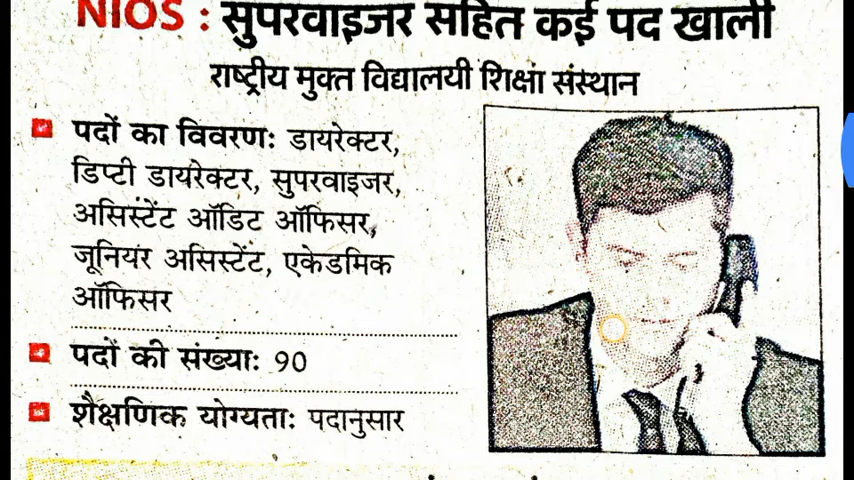 NIOS : सुपरवाइजर सहित कई पद खाली
राष्ट्रीय मुक्त विद्यालयी शिक्षा संस्थान
पदों का विवरण: डायरेक्टर,
डिप्टी डायरेक्टर, सुपरवाइजर,
असिस्टेंट ऑडिट ऑफिसर,
जूनियर असिस्टेंट, एकेडमिक
ऑफिसर
पदों की संख्या: 90
शैक्षणिक योग्यता: पदानुसार